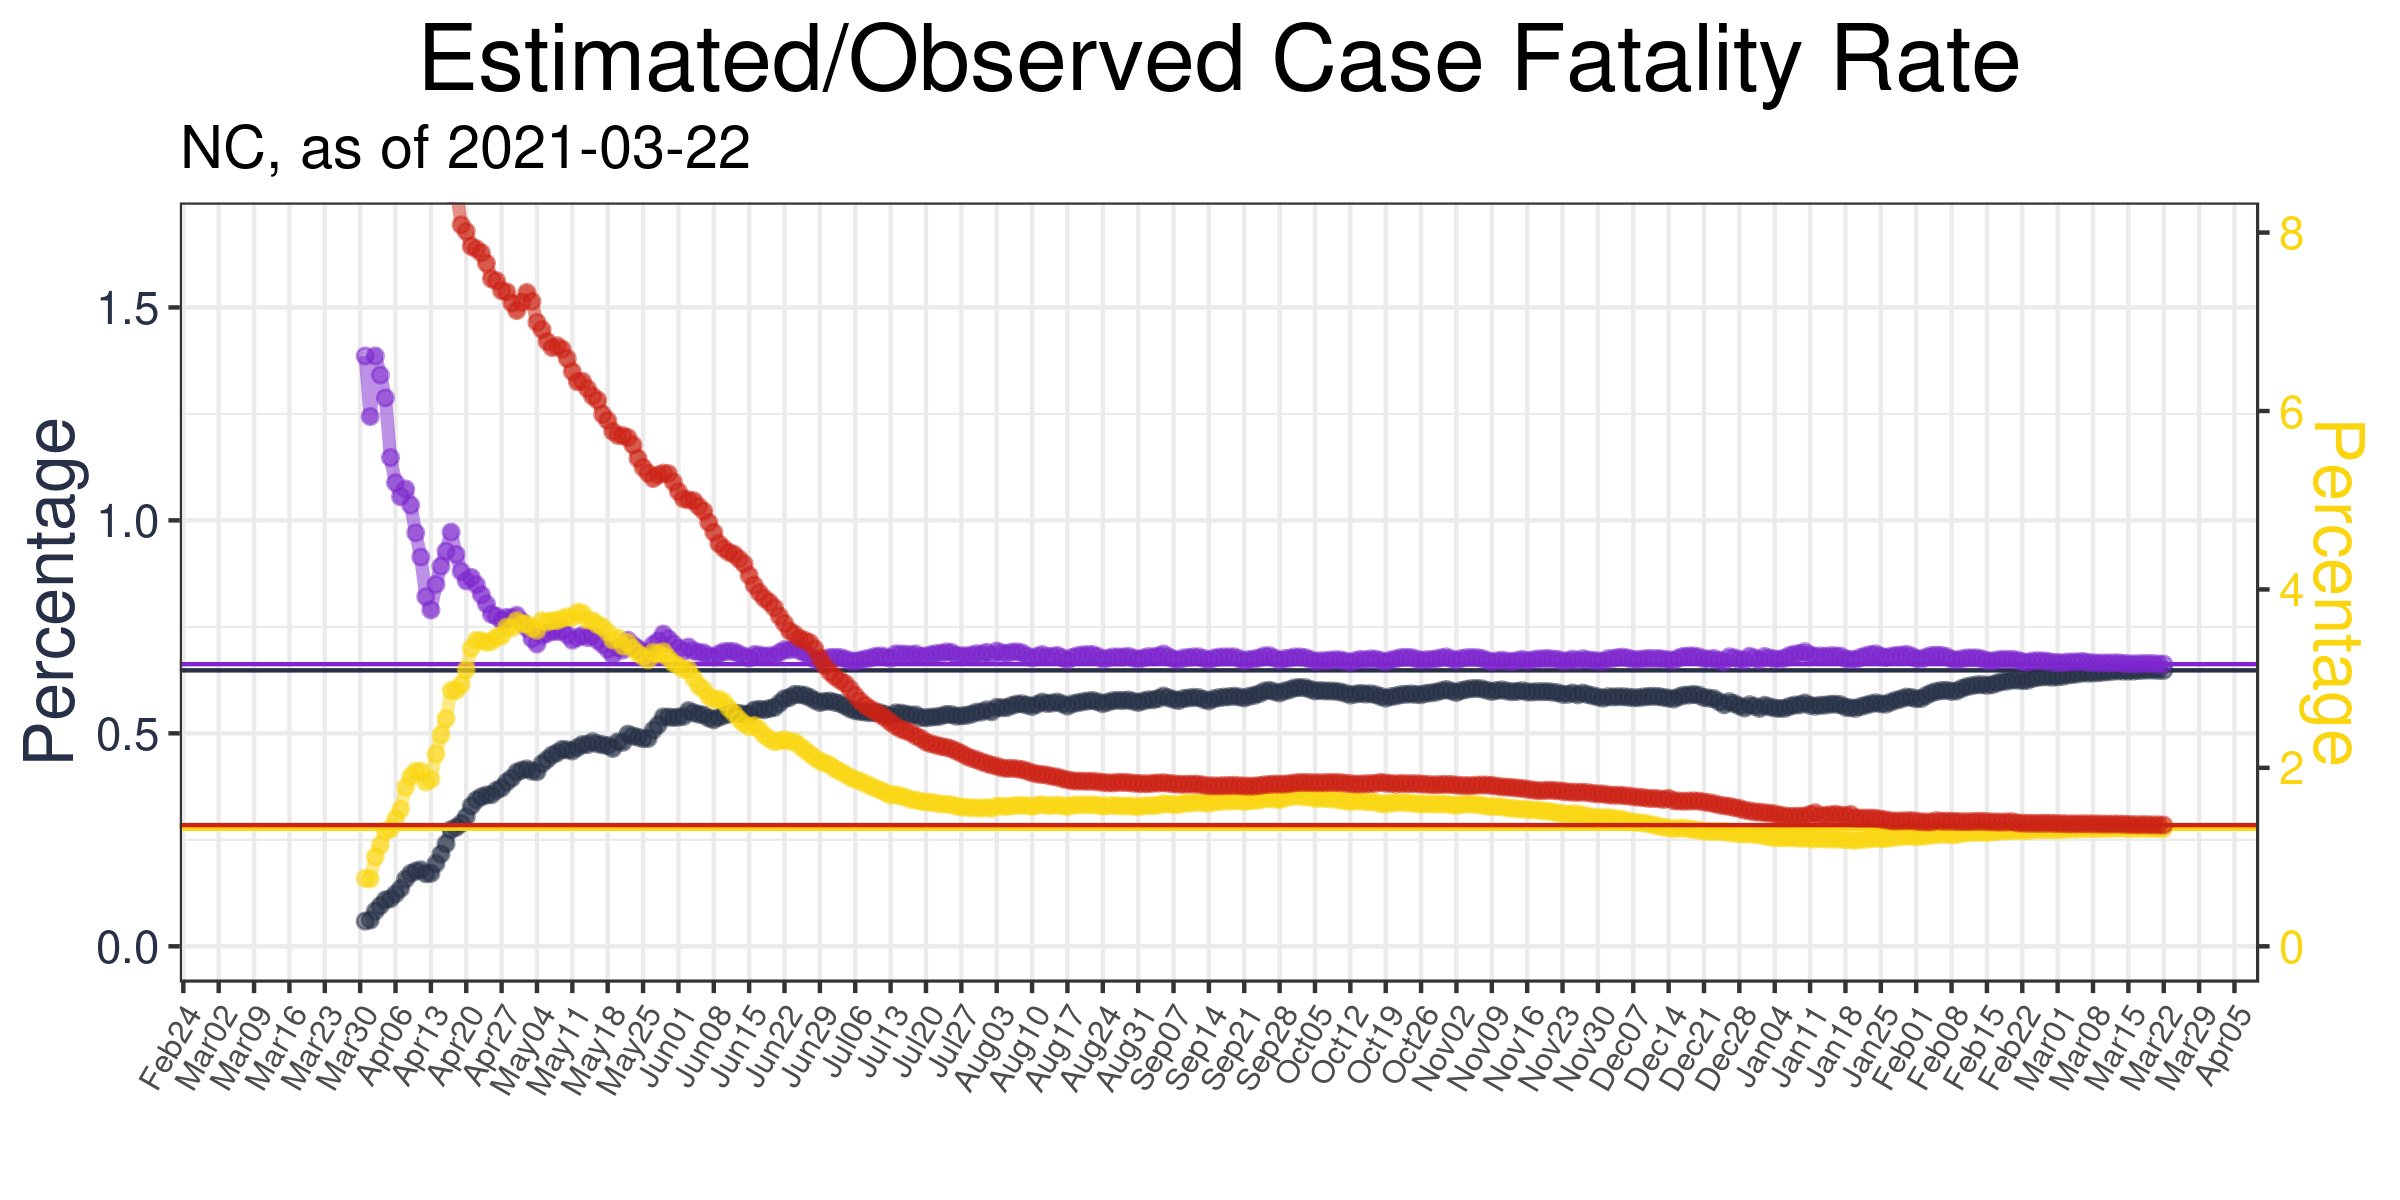 Estimated/Observed Case Fatality Rate
NC, as of 2021-03-22
Percentage
1.5
1.0
0.5
0.0
8
6
4
2
0
Percentage
Feb24
Mar02
Mar09
Mar16
Mar23
Mar30
Apr06
Apr13
Apr20
Apr27
May04
May11
May18
May25
Jun01
Jun08
Jun15
Jun22
Jun29
Jul06
Jul13
Jul20
Jul27
Aug03
Aug10
Aug17
Aug24
Aug31
Sep07
Sep14
Sep21
Sep28
Oct05
Oct12
Oct19
Oct26
Nov02
Nov09
Nov16
Nov23
Nov30
Dec07
Dec14
Dec21
Dec28
Jan04
Jan11
Jan18
Jan25
Feb01
Feb08
Feb15
Feb22
Mar01
Mar08
Mar15
Mar22
Mar29
Apr05